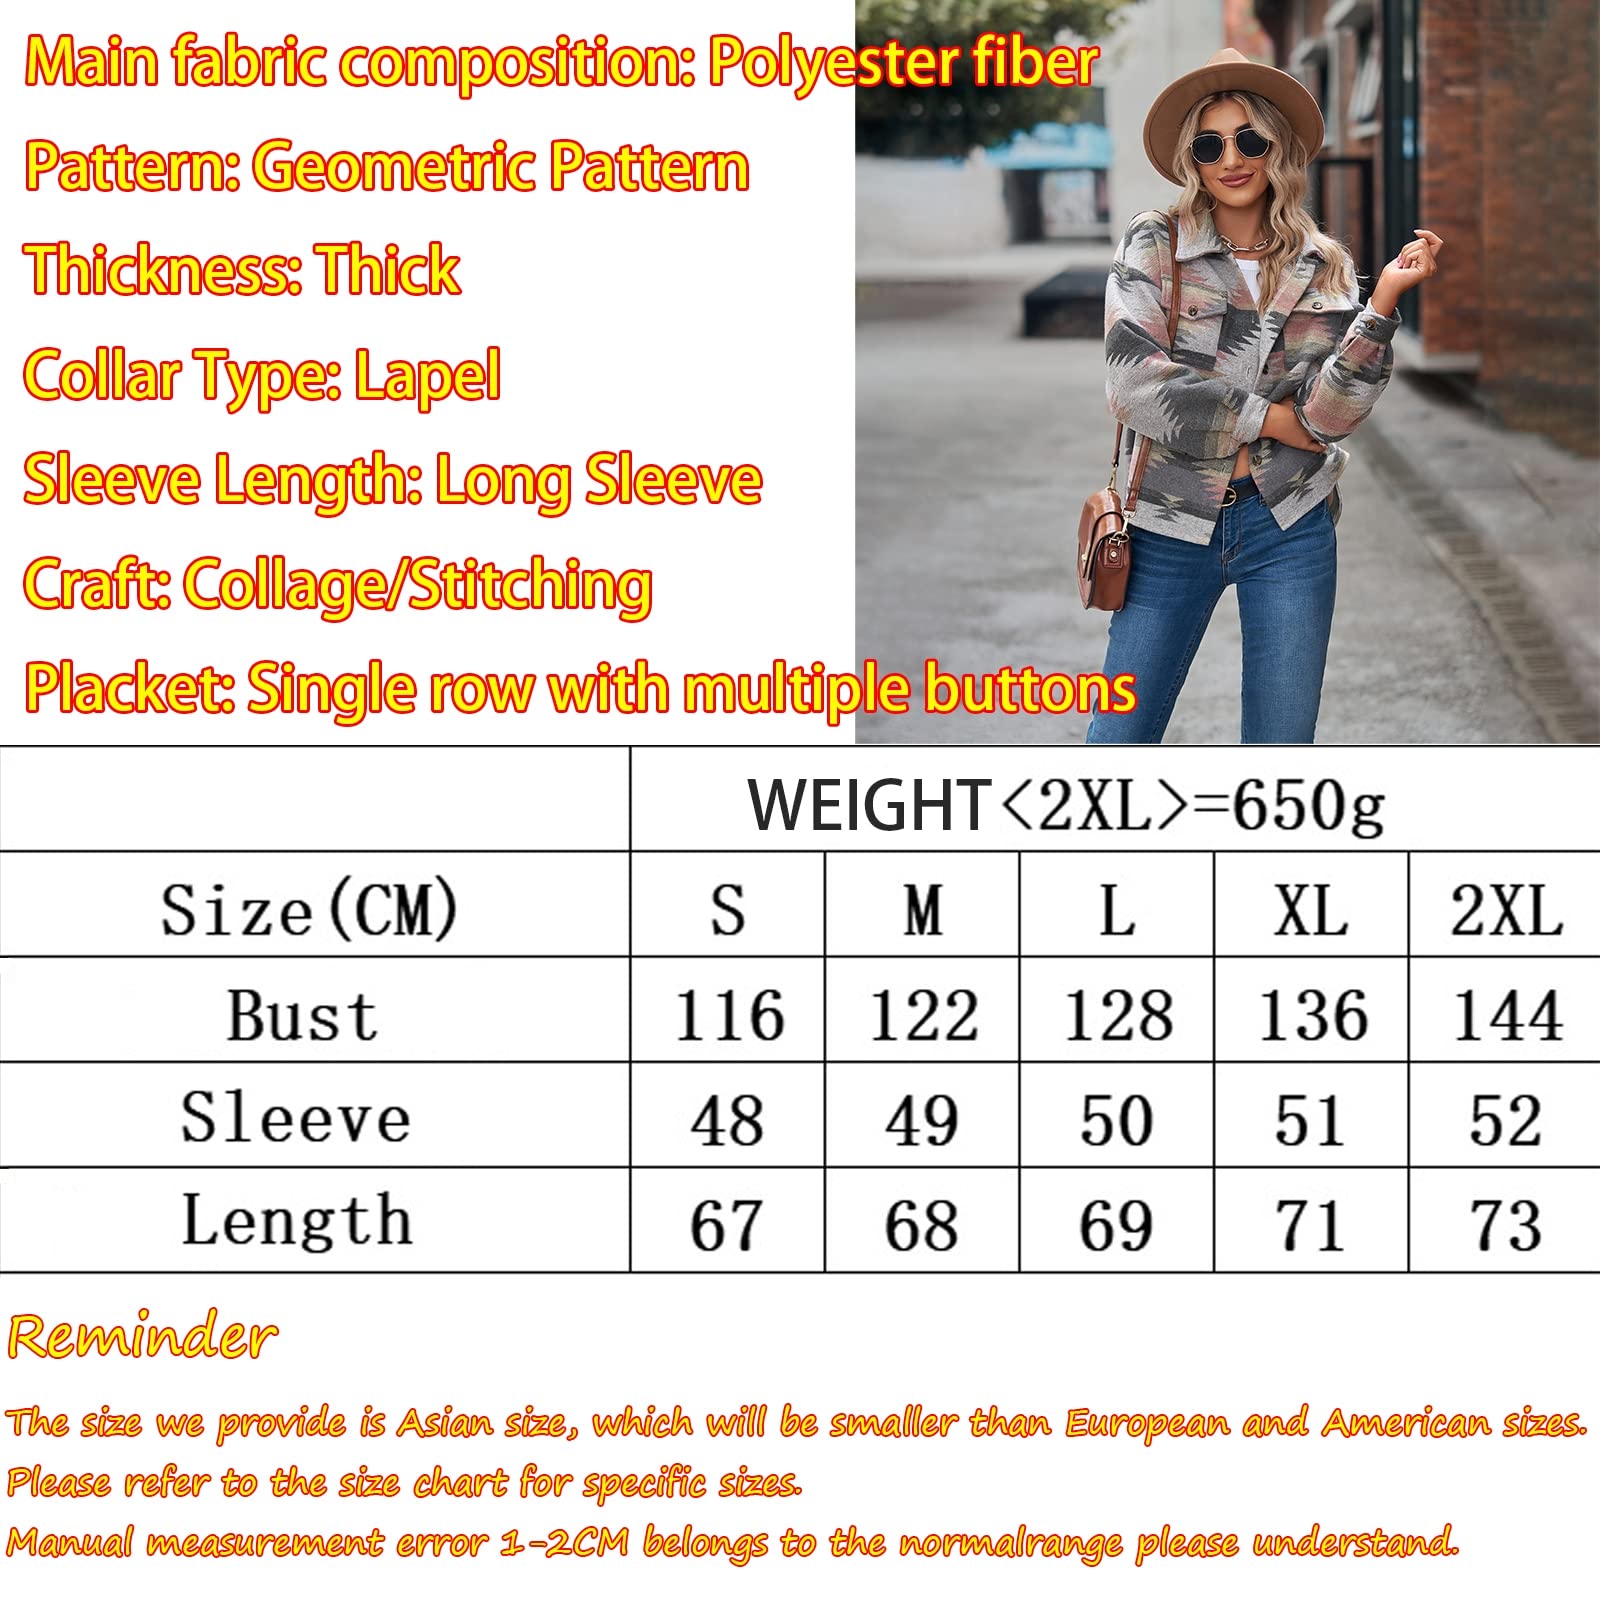 Main fabric composition: Polyester fiber
Pattern: Geometric Pattern
Thickness: Thick
Collar Type: Lapel
Sleeve Length: Long Sleeve
Craft: Collage/Stitching
Placket: Single row with multiple buttons
WEIGHT<2XL>=650g
Size(CM) S M L XL 2XL
Bust 116 122 128 136 144
Sleeve 48 49 50 51 52
Length 67 68 69 71 73
Reminder
The size we provide is Asian size, which will be smaller than European and American sizes.
Please refer to the size chart for specific sizes.
Manual measurement error 1-2CM belongs to the normalrange please understand.